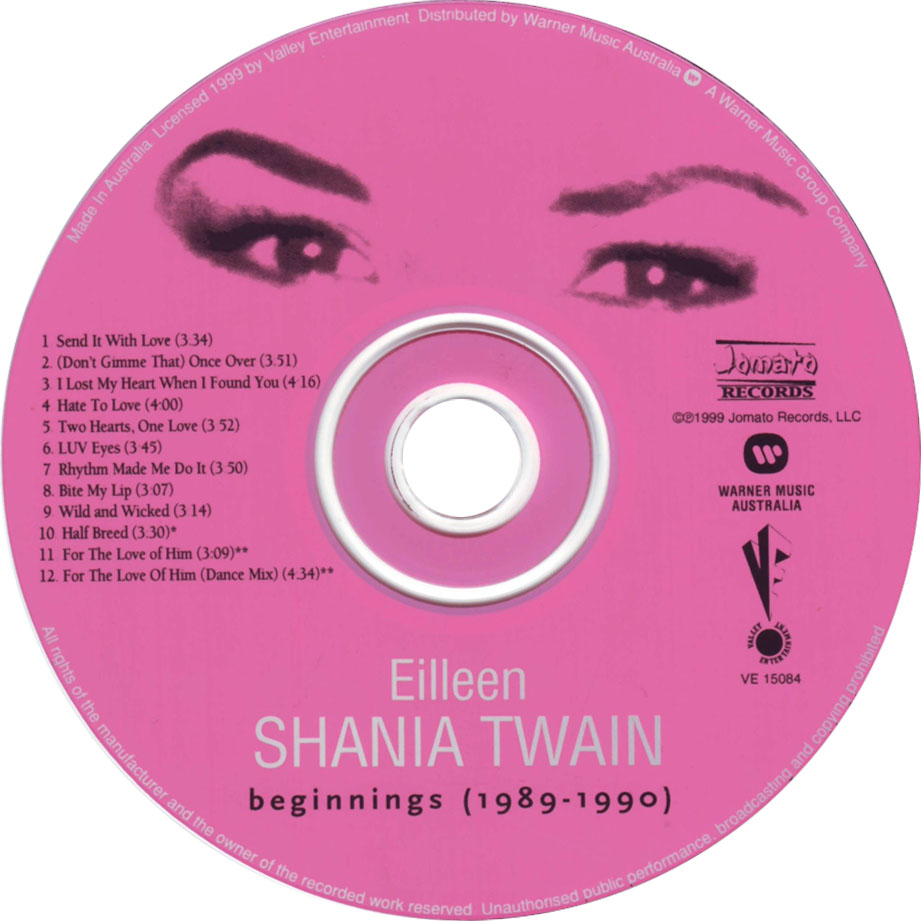 Made In Australia. Licensed 1999 by Valley Entertainment Distributed by Warner Music Australia A Warner Music Group Company
1 Send It With Love (3.34)
2. (Don't Gimme That) Once Over (3.51)
3. I Lost My Heart When I Found You (4·16)
4 Hate To Love (4:00)
5 Two Hearts, One Love (3 52)
6. LUV Eyes (3 45)
7 Rhythm Made Me Do It (3 50)
8. Bite My Lip (3·07)
9 Wild and Wicked (3 14)
10 Half Breed (3.30)*
11 For The Love of Him (3:09)**
12. For The Love Of Him (Dance Mix) (4.34)**
Jomato
RECORDS
©℗1999 Jomato Records, LLC
WARNER MUSIC
AUSTRALIA
VE
VALLEY ENTERTAINMENT
VE 15084
Eilleen
SHANIA TWAIN
beginnings (1989-1990)
All rights of the manufacturer and the owner of the recorded work reserved. Unauthorised public performance, broadcasting and copying prohibited